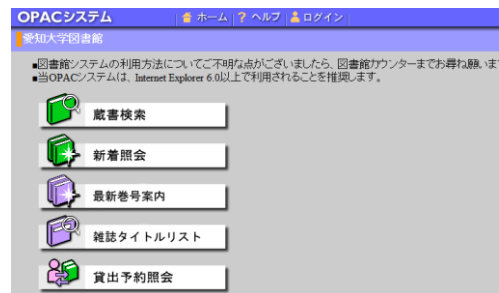 OPACシステム
ホーム ? ヘルプ ログイン
愛知大学図書館
■図書館システムの利用方法についてご不明な点がございましたら、図書館カウンターまでお尋ね願いま
■当OPACシステムは、Internet Explorer 6.0以上で利用されることを推奨します。
蔵書検索
新着照会
最新巻号案内
雑誌タイトルリスト
貸出予約照会